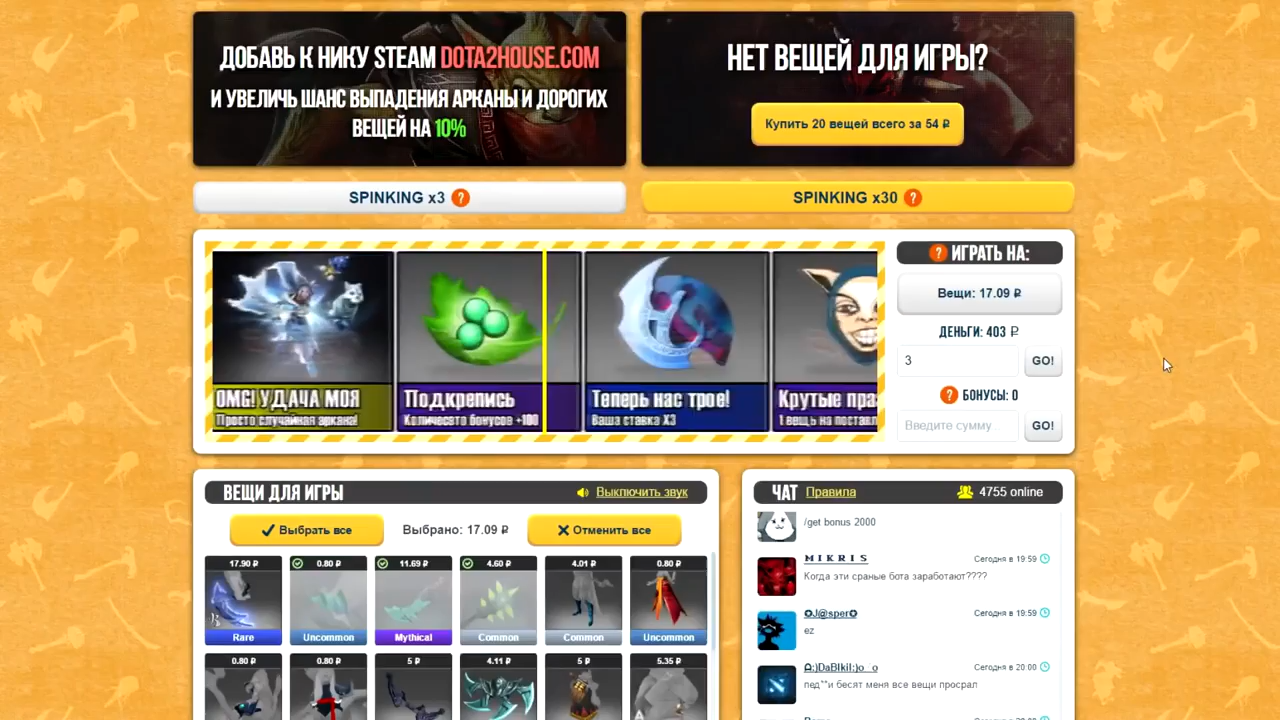 ДОБАВЬ К НИКУ STEAM DOTA2HOUSE.COM
И УВЕЛИЧЬ ШАНС ВЫПАДЕНИЯ АРКАНЫ И ДОРОГИХ
ВЕЩЕЙ НА 10%
НЕТ ВЕЩЕЙ ДЛЯ ИГРЫ?
Купить 20 вещей всего за 54 ₽
SPINKING x3 ?
SPINKING x30 ?
OMG! УДАЧА МОЯ
Просто случайная аркана!
Подкрепись
Количесвто бонусов +100
Теперь нас трое!
Ваша ставка X3
Крутые пра
1 вещь на постап
? ИГРАТЬ НА:
Вещи: 17.09 ₽
ДЕНЬГИ: 403 ₽
3
GO!
? БОНУСЫ: 0
Введите сумму...
GO!
ВЕЩИ ДЛЯ ИГРЫ
Выключить звук
Выбрать все
Выбрано: 17.09 ₽
Отменить все
17.90 ₽
0.80 ₽
11.69 ₽
4.60 ₽
4.01 ₽
0.80 ₽
Rare
Uncommon
Mythical
Common
Common
Uncommon
0.80 ₽
0.80 ₽
5 ₽
4.11 ₽
5 ₽
5.35 ₽
ЧАТ
Правила
4755 online
/get bonus 2000
M I K R I S
Сегодня в 19:59
Когда эти сраные бота заработают????
✪J@sper✪
Сегодня в 19:59
ez
Сегодня в 20:00
пед**и бесят меня все вещи просрал